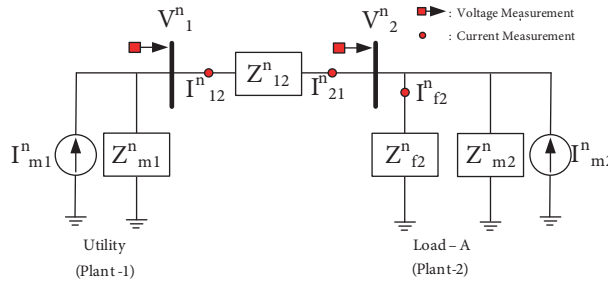 V^n_1
V^n_2
: Voltage Measurement
: Current Measurement
I^n_12
Z^n_12
I^n_21
I^n_f2
I^n_m1
Z^n_m1
Z^n_f2
Z^n_m2
I^n_m2
Utility
(Plant-1)
Load – A
(Plant-2)